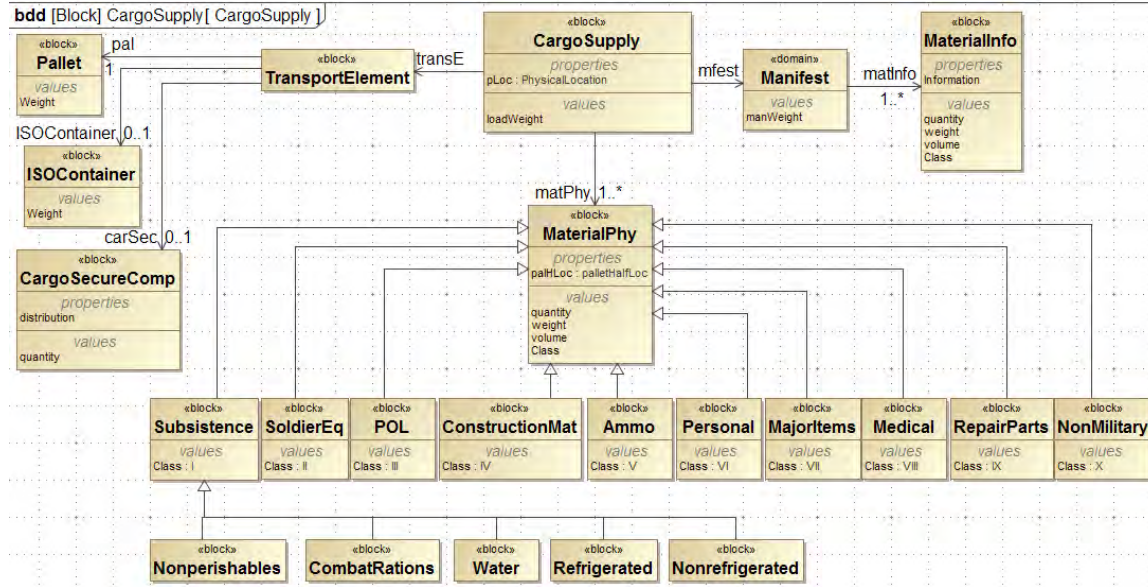 bdd [Block] CargoSupply[ CargoSupply ]
«block»
Pallet
values
Weight
pal
1
«block»
TransportElement
transE
«block»
CargoSupply
properties
pLoc : PhysicalLocation
values
loadWeight
mfest
«domain»
Manifest
values
manWeight
matInfo
1..*
«block»
MaterialInfo
properties
Information
values
quantity
weight
volume
Class
ISOContainer 0..1
«block»
ISOContainer
values
Weight
carSec 0..1
«block»
CargoSecureComp
properties
distribution
values
quantity
matPhy 1..*
«block»
MaterialPhy
properties
palHLoc : palletHalfLoc
values
quantity
weight
volume
Class
«block»
Subsistence
values
Class : I
«block»
SoldierEq
values
Class : II
«block»
POL
values
Class : III
«block»
ConstructionMat
values
Class : IV
«block»
Ammo
values
Class : V
«block»
Personal
values
Class : VI
«block»
MajorItems
values
Class : VII
«block»
Medical
values
Class : VIII
«block»
RepairParts
values
Class : IX
«block»
NonMilitary
values
Class : X
«block»
Nonperishables
«block»
CombatRations
«block»
Water
«block»
Refrigerated
«block»
Nonrefrigerated